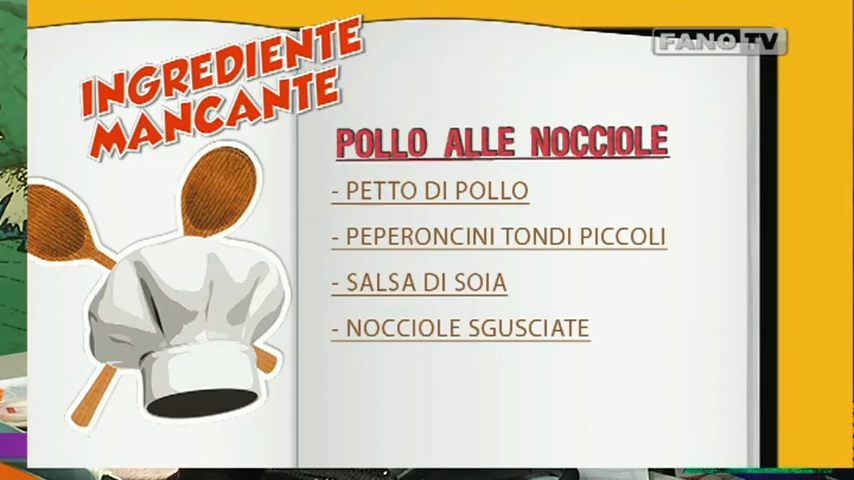 INGREDIENTE
MANCANTE
FANO TV
POLLO ALLE NOCCIOLE
- PETTO DI POLLO
- PEPERONCINI TONDI PICCOLI
- SALSA DI SOIA
- NOCCIOLE SGUSCIATE